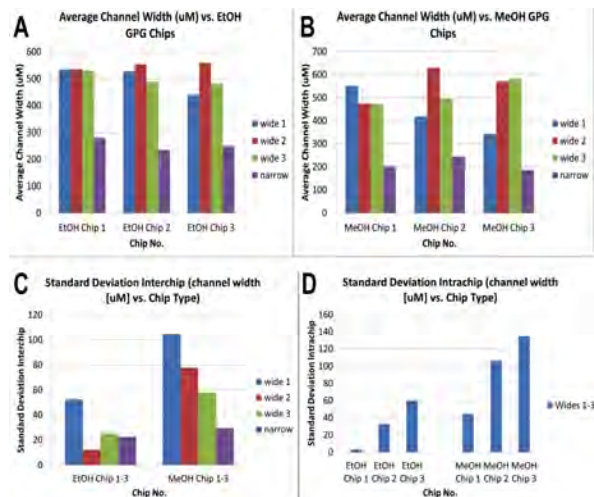 A
Average Channel Width (uM) vs. EtOH
GPG Chips
Average Channel Width (uM)
600
500
400
300
200
100
0
EtOH Chip 1
EtOH Chip 2
EtOH Chip 3
Chip No.
wide 1
wide 2
wide 3
narrow
B
Average Channel Width (uM) vs. MeOH GPG
Chips
Average Channel Width (uM)
700
600
500
400
300
200
100
0
MeOH Chip 1
MeOH Chip 2
MeOH Chip 3
Chip No.
wide 1
wide 2
wide 3
narrow
C
Standard Deviation Interchip (channel width
[uM] vs. Chip Type)
Standard Deviation Interchip
120
100
80
60
40
20
0
EtOH Chip 1-3
MeOH Chip 1-3
Chip No.
wide 1
wide 2
wide 3
narrow
D
Standard Deviation Intrachip (channel width
[uM] vs. Chip Type)
Standard Deviation Intrachip
160
140
120
100
80
60
40
20
0
EtOH EtOH EtOH MeOH MeOH MeOH
Chip 1 Chip 2 Chip 3 Chip 1 Chip 2 Chip 3
Chip No.
Wides 1-3